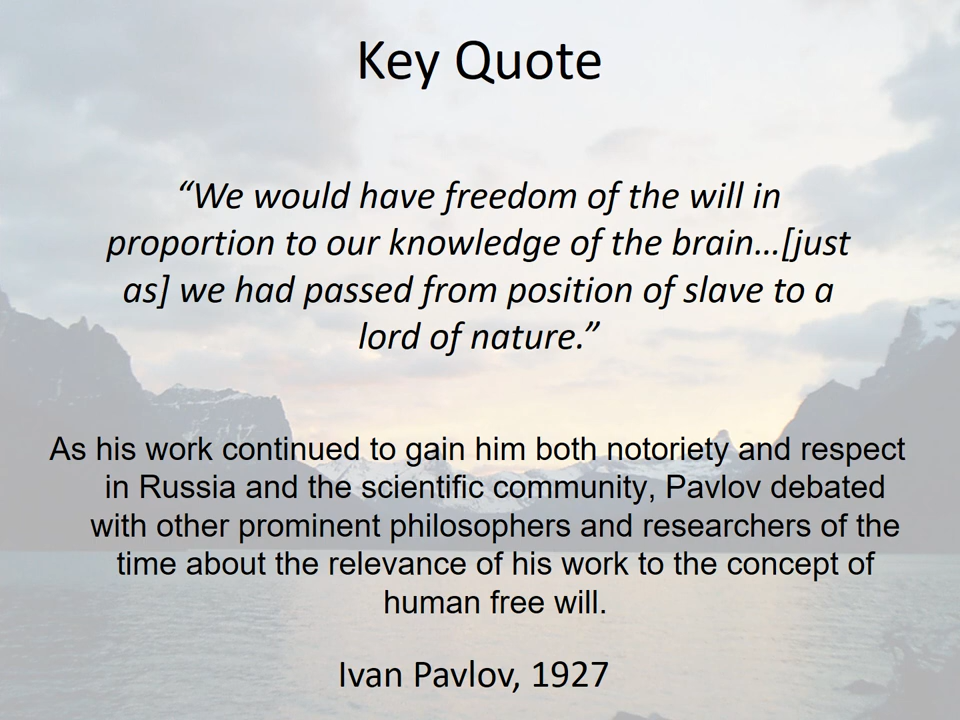 Key Quote
“We would have freedom of the will in
proportion to our knowledge of the brain…[just
as] we had passed from position of slave to a
lord of nature.”
As his work continued to gain him both notoriety and respect
in Russia and the scientific community, Pavlov debated
with other prominent philosophers and researchers of the
time about the relevance of his work to the concept of
human free will.
Ivan Pavlov, 1927